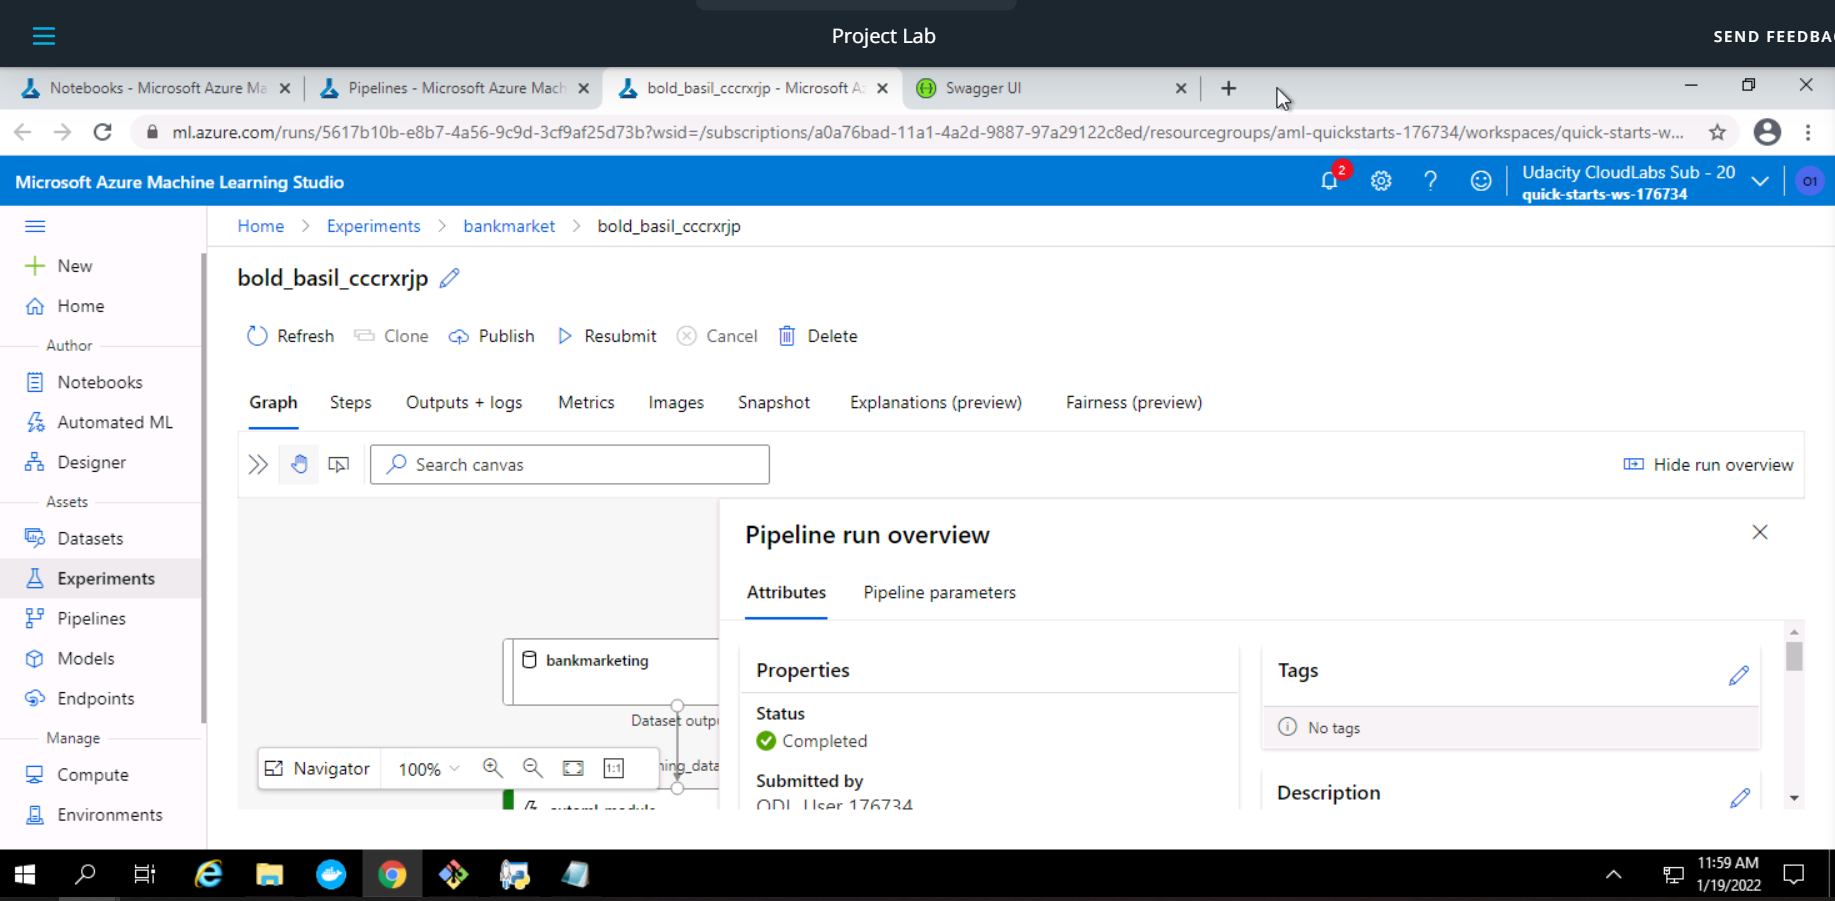 Project Lab
SEND FEEDBA
Notebooks - Microsoft Azure Ma
Pipelines - Microsoft Azure Mach
bold_basil_cccrxrjp - Microsoft A
Swagger UI
ml.azure.com/runs/5617b10b-e8b7-4a56-9c9d-3cf9af25d73b?wsid=/subscriptions/a0a76bad-11a1-4a2d-9887-97a29122c8ed/resourcegroups/aml-quickstarts-176734/workspaces/quick-starts-w...
Microsoft Azure Machine Learning Studio
2
Udacity CloudLabs Sub - 20
quick-starts-ws-176734
O1
Home > Experiments > bankmarket > bold_basil_cccrxrjp
New
Home
Author
Notebooks
Automated ML
Designer
Assets
Datasets
Experiments
Pipelines
Models
Endpoints
Manage
Compute
Environments
bold_basil_cccrxrjp
Refresh
Clone
Publish
Resubmit
Cancel
Delete
Graph
Steps
Outputs + logs
Metrics
Images
Snapshot
Explanations (preview)
Fairness (preview)
Search canvas
Hide run overview
bankmarketing
Dataset outpu
ning_data
Navigator
100%
1:1
automl_module
Pipeline run overview
Attributes
Pipeline parameters
Properties
Status
Completed
Submitted by
ODL_User 176734
Tags
No tags
Description
11:59 AM
1/19/2022